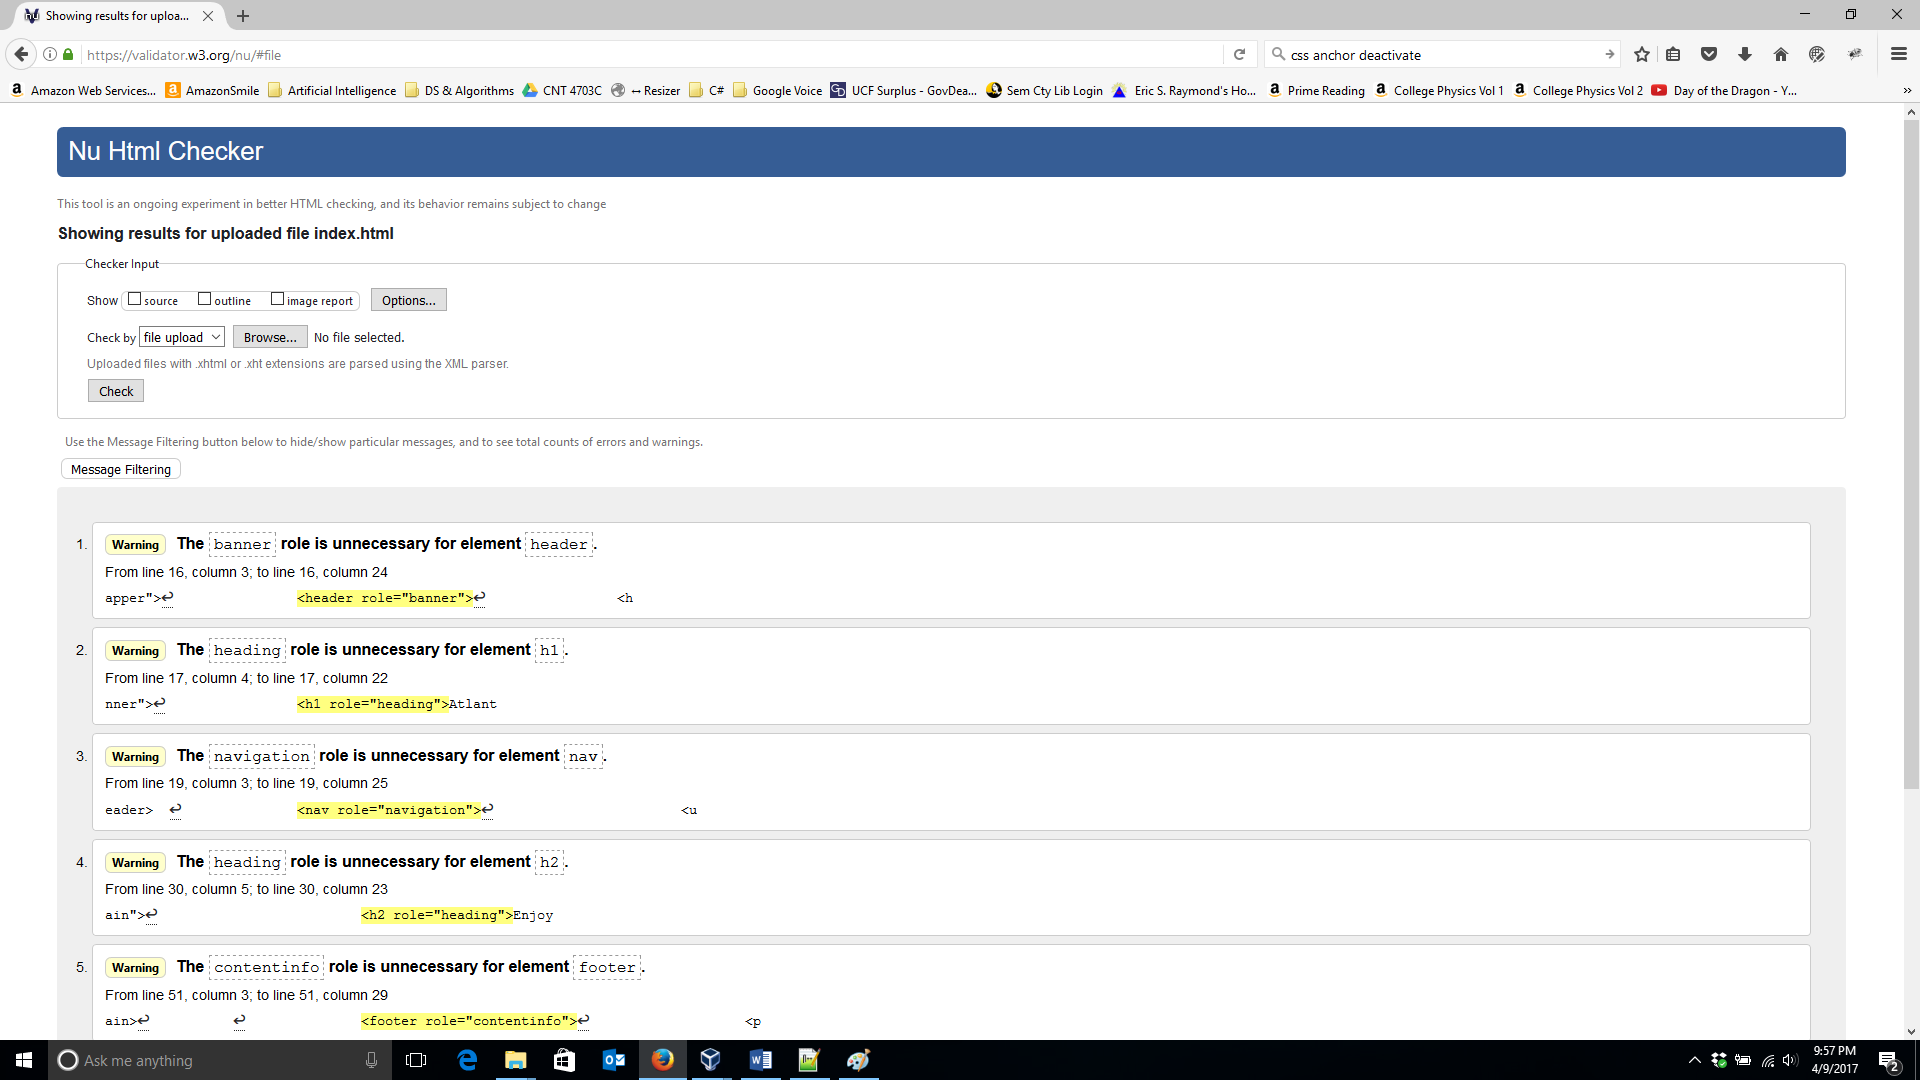 Showing results for uploa...
https://validator.w3.org/nu/#file
css anchor deactivate
Amazon Web Services... AmazonSmile Artificial Intelligence DS & Algorithms CNT 4703C ↔ Resizer C# Google Voice UCF Surplus - GovDea... Sem Cty Lib Login Eric S. Raymond's Ho... Prime Reading College Physics Vol 1 College Physics Vol 2 Day of the Dragon - Y...
Nu Html Checker
This tool is an ongoing experiment in better HTML checking, and its behavior remains subject to change
Showing results for uploaded file index.html
Checker Input
Show source outline image report Options...
Check by file upload Browse... No file selected.
Uploaded files with .xhtml or .xht extensions are parsed using the XML parser.
Check
Use the Message Filtering button below to hide/show particular messages, and to see total counts of errors and warnings.
Message Filtering
1. Warning The banner role is unnecessary for element header.
From line 16, column 3; to line 16, column 24
apper">↩ <header role="banner">↩ <h
2. Warning The heading role is unnecessary for element h1.
From line 17, column 4; to line 17, column 22
nner">↩ <h1 role="heading">Atlant
3. Warning The navigation role is unnecessary for element nav.
From line 19, column 3; to line 19, column 25
eader> ↩ <nav role="navigation">↩ <u
4. Warning The heading role is unnecessary for element h2.
From line 30, column 5; to line 30, column 23
ain">↩ <h2 role="heading">Enjoy
5. Warning The contentinfo role is unnecessary for element footer.
From line 51, column 3; to line 51, column 29
ain>↩ ↩ <footer role="contentinfo">↩ <p
Ask me anything
9:57 PM
4/9/2017
2